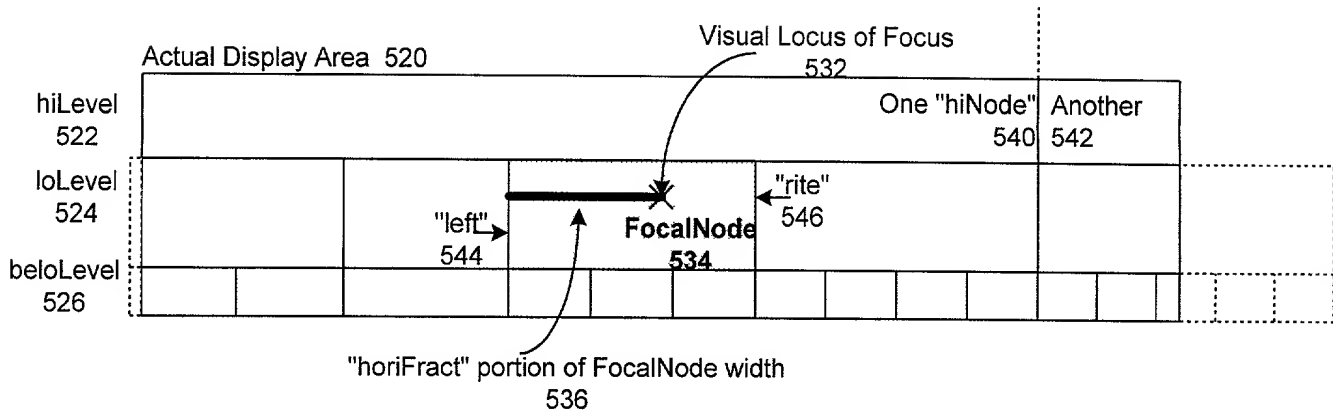 Visual Locus of Focus
532
Actual Display Area 520
hiLevel
522
One "hiNode"
540
Another
542
loLevel
524
"left"
544
FocalNode
534
"rite"
546
beloLevel
526
"horiFract" portion of FocalNode width
536